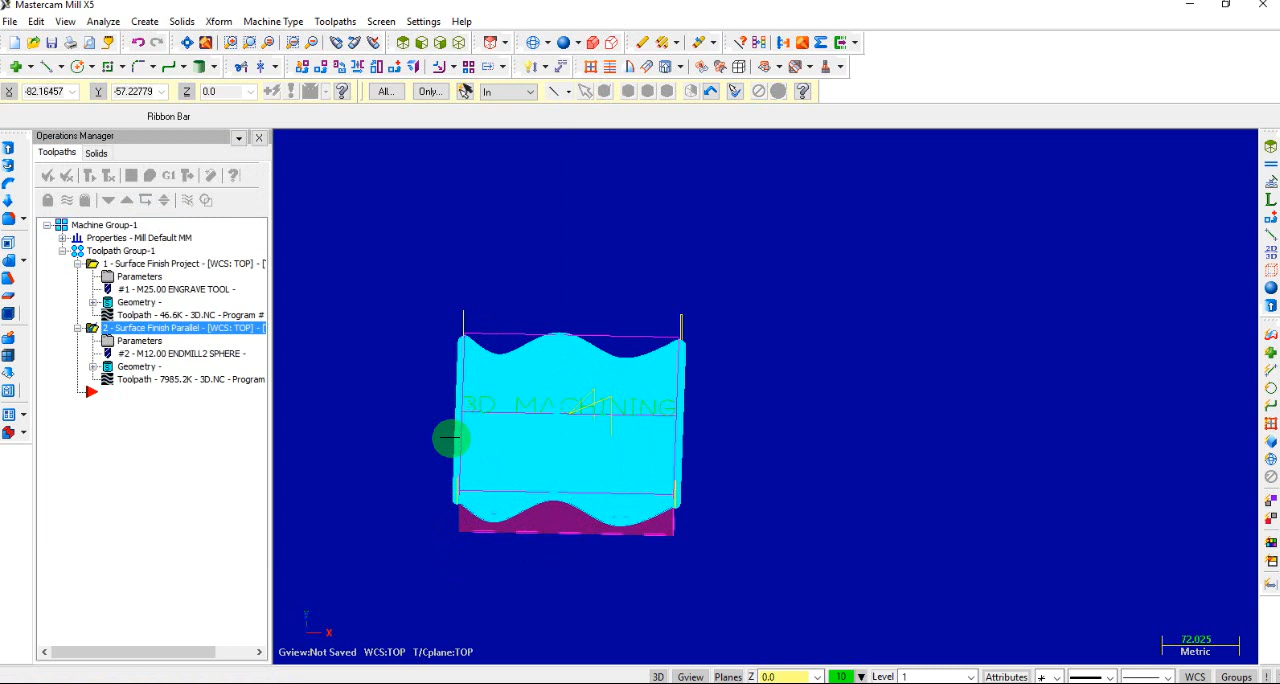 Mastercam Mill X5
File Edit View Analyze Create Solids Xform Machine Type Toolpaths Screen Settings Help
X -82.16457 Y -57.22779 Z 0.0 All... Only... In
Ribbon Bar
Operations Manager
Toolpaths Solids
G1
Machine Group-1
Properties - Mill Default MM
Toolpath Group-1
1 - Surface Finish Project - [WCS: TOP] - [
Parameters
#1 - M25.00 ENGRAVE TOOL -
Geometry -
Toolpath - 46.6K - 3D.NC - Program #
2 - Surface Finish Parallel - [WCS: TOP] - [
Parameters
#2 - M12.00 ENDMILL2 SPHERE -
Geometry -
Toolpath - 7985.2K - 3D.NC - Program
3D MACHINING
2D
3D
X
Gview:Not Saved WCS:TOP T/Cplane:TOP
72.025
Metric
3D Gview Planes Z 0.0 10 Level 1 Attributes WCS Groups